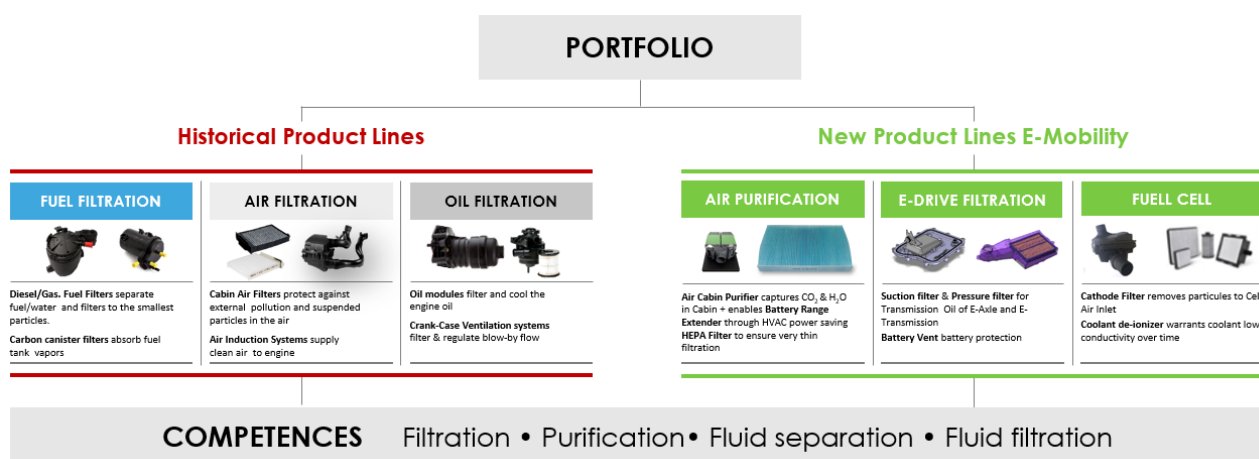 PORTFOLIO
Historical Product Lines
New Product Lines E-Mobility
FUEL FILTRATION
Diesel/Gas. Fuel Filters separate
fuel/water and filters to the smallest
particles.
Carbon canister filters absorb fuel
tank vapors
AIR FILTRATION
Cabin Air Filters protect against
external pollution and suspended
particles in the air
Air Induction Systems supply
clean air to engine
OIL FILTRATION
Oil modules filter and cool the
engine oil
Crank-Case Ventilation systems
filter & regulate blow-by flow
AIR PURIFICATION
Air Cabin Purifier captures CO₂ & H₂O
in Cabin + enables Battery Range
Extender through HVAC power saving
HEPA Filter to ensure very thin
filtration
E-DRIVE FILTRATION
Suction filter & Pressure filter for
Transmission Oil of E-Axle and E-
Transmission
Battery Vent battery protection
FUELL CELL
Cathode Filter removes particules to Cel
Air Inlet
Coolant de-ionizer warrants coolant low
conductivity over time
COMPETENCES Filtration • Purification• Fluid separation • Fluid filtration